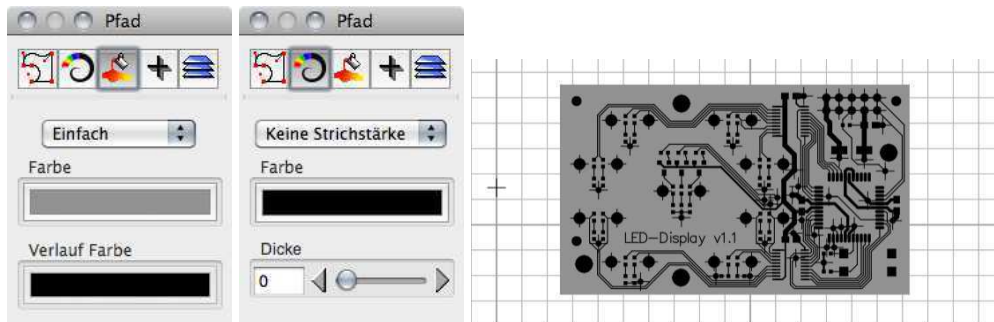 Pfad
Einfach
Farbe
Verlauf Farbe
Pfad
Keine Strichstärke
Farbe
Dicke
0
LED-Display v1.1